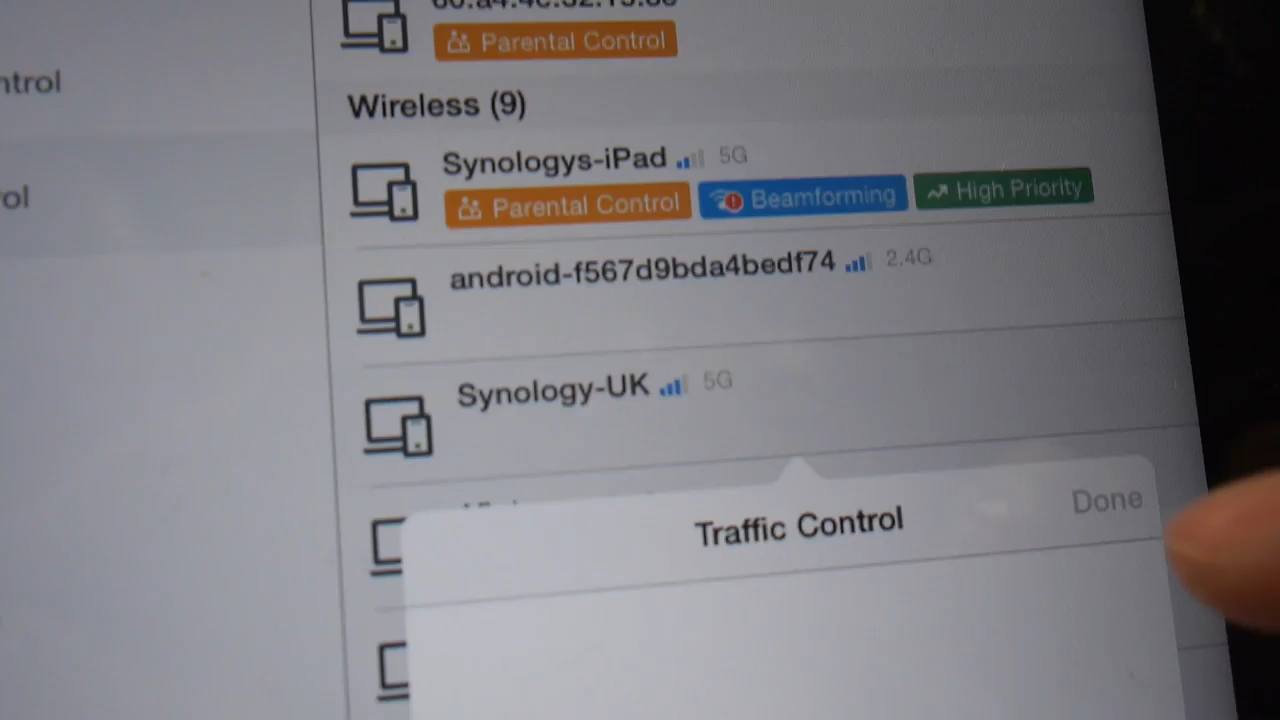 ntrol
ol
Parental Control
Wireless (9)
Synologys-iPad 5G
Parental Control Beamforming High Priority
android-f567d9bda4bedf74 2.4G
Synology-UK 5G
Traffic Control Done